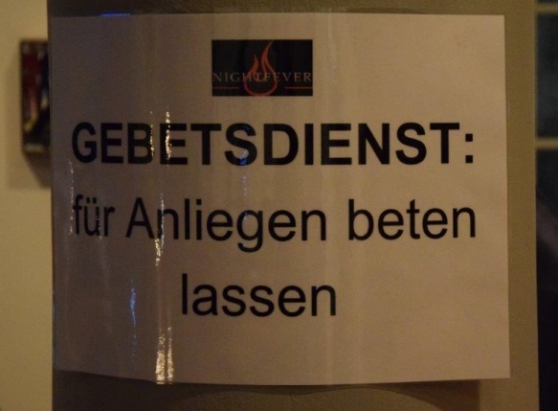 NIGHTFEVER
GEBETSDIENST:
für Anliegen beten
lassen